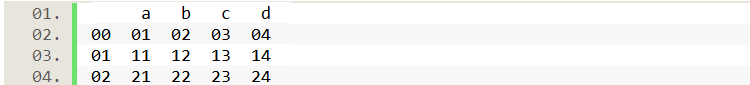 01.         a   b   c   d
02.    00  01  02  03  04
03.    01  11  12  13  14
04.    02  21  22  23  24